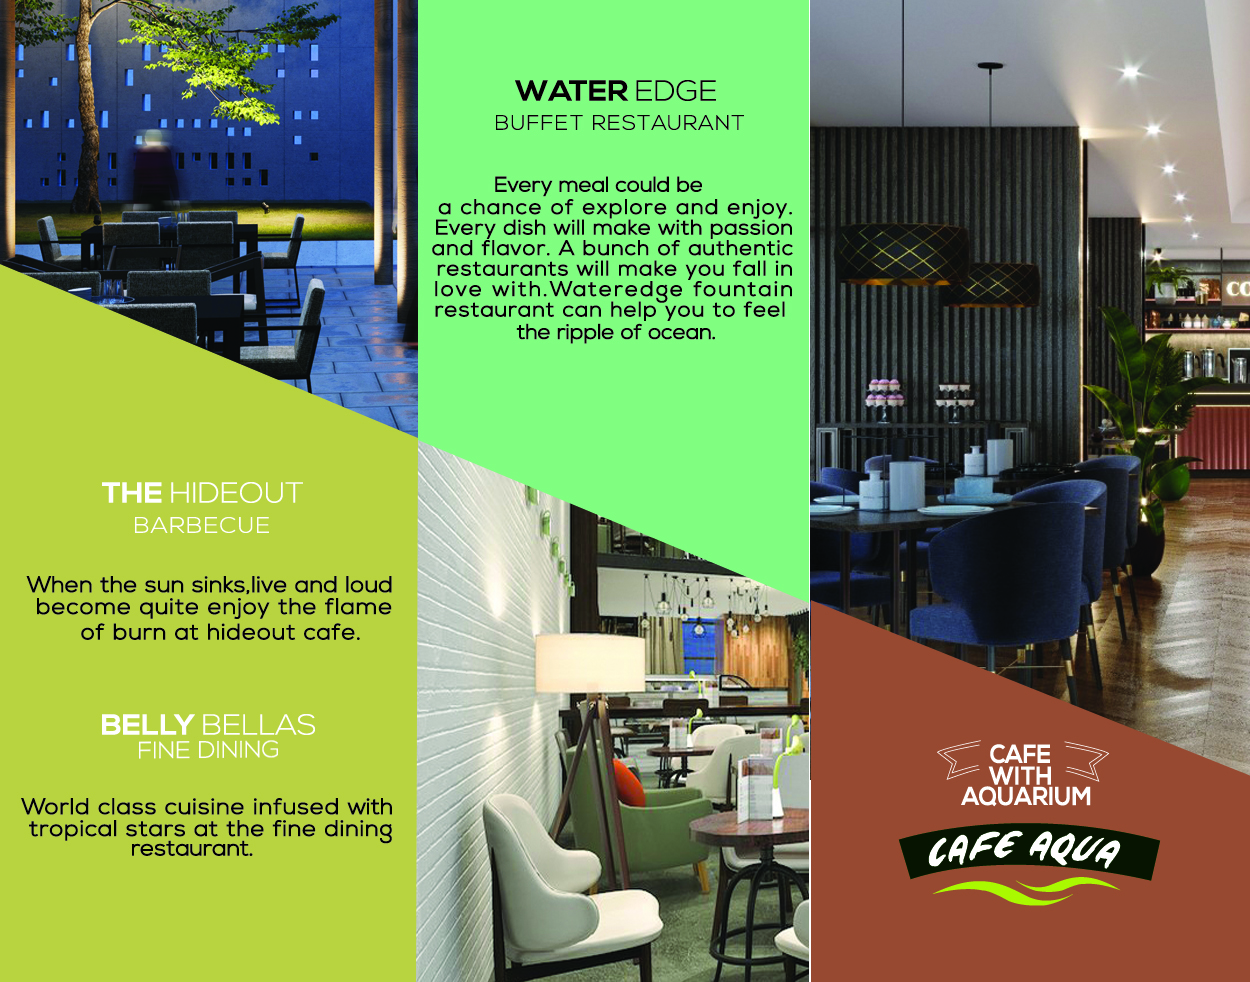 THE HIDEOUT
BARBECUE
When the sun sinks,live and loud
become quite enjoy the flame
of burn at hideout cafe.
BELLY BELLAS
FINE DINING
World class cuisine infused with
tropical stars at the fine dining
restaurant.
WATER EDGE
BUFFET RESTAURANT
Every meal could be
a chance of explore and enjoy.
Every dish will make with passion
and flavor. A bunch of authentic
restaurants will make you fall in
love with.Wateredge fountain
restaurant can help you to feel
the ripple of ocean.
CO
CAFE
WITH
AQUARIUM
CAFE AQUA